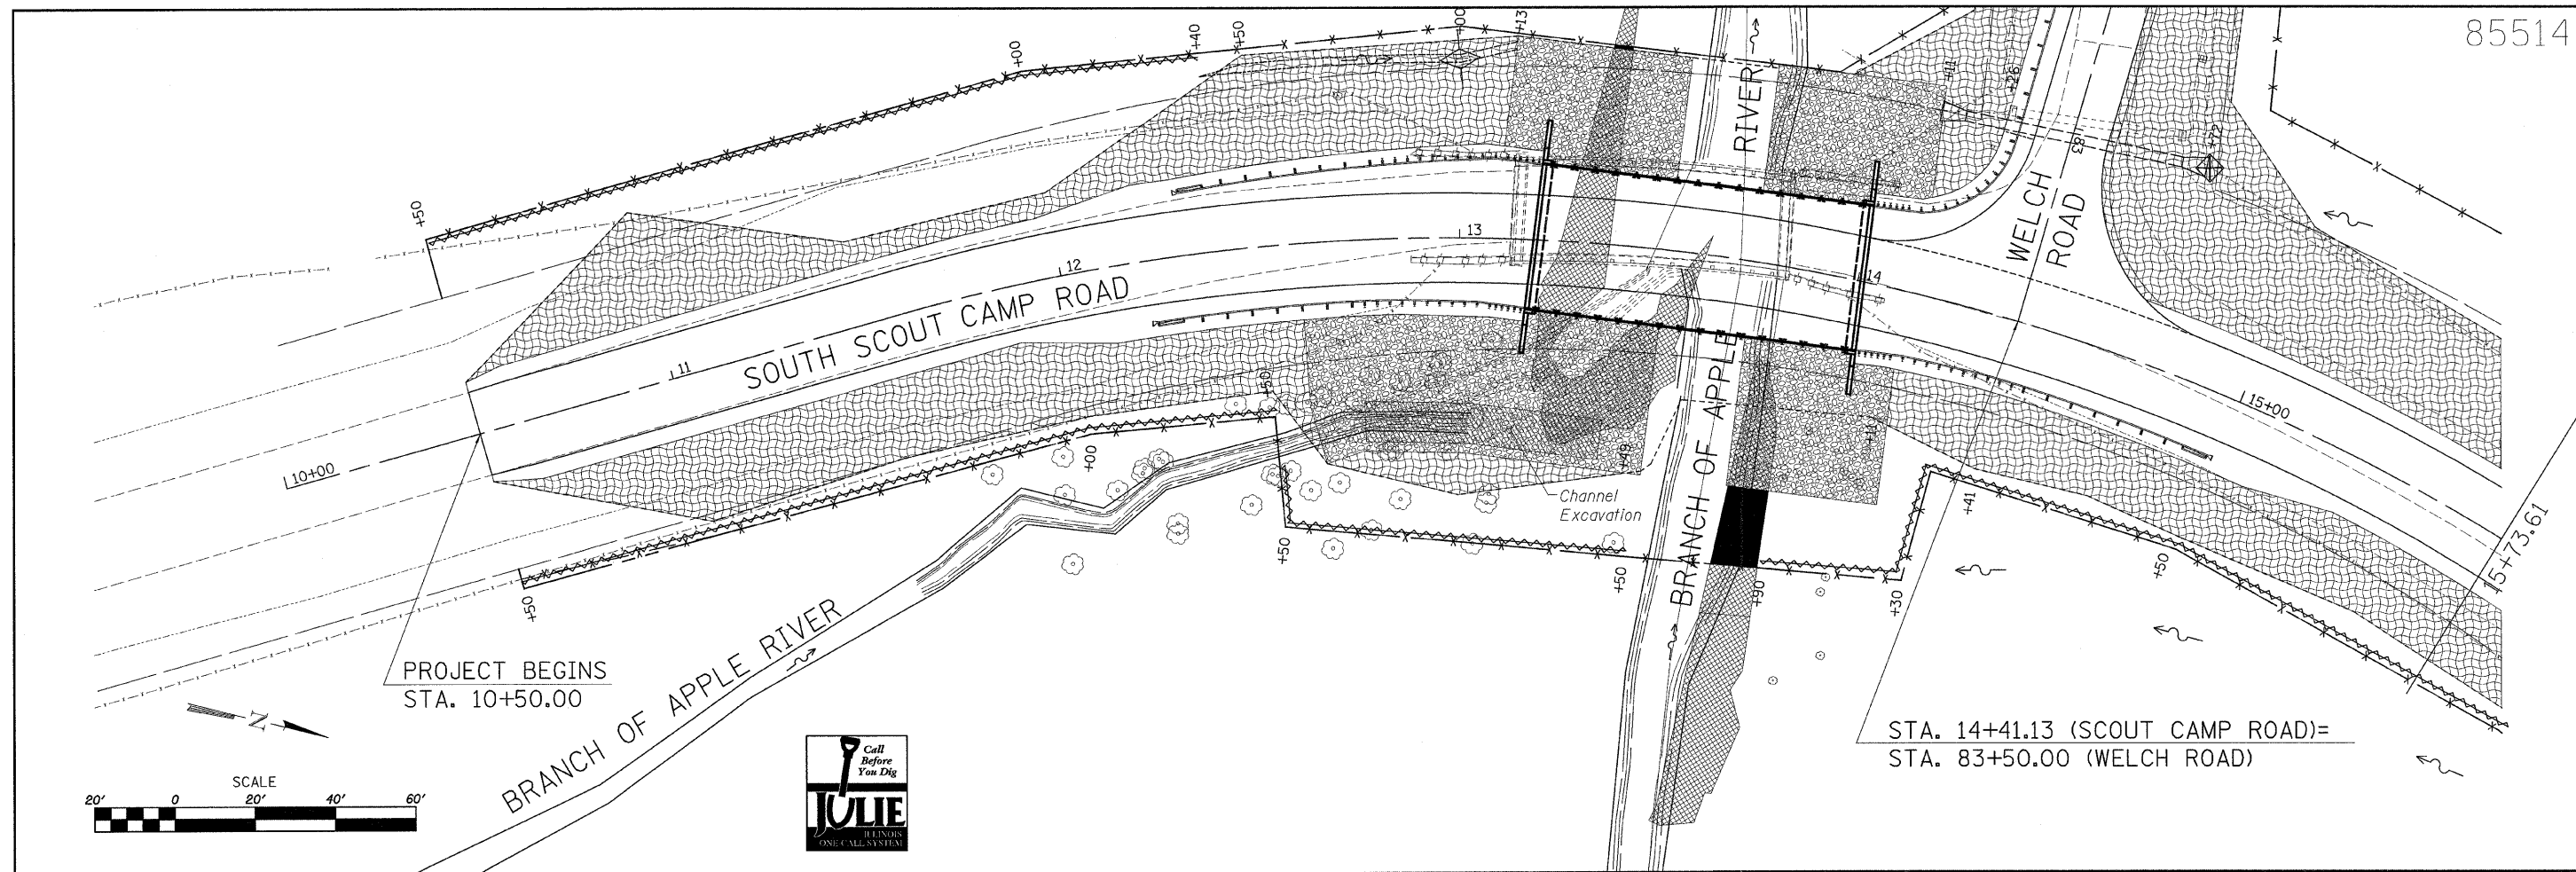 85514
+50
+00
+40
+50
+00
+13
RIVER
+11
+26
83
+72
WELCH
ROAD
10+00
11
12
13
14
15+00
SOUTH SCOUT CAMP ROAD
+50
+00
+50
+50
+49
+50
+90
+11
+30
+41
+50
15+73.61
Channel
Excavation
BRANCH OF APPLE
BRANCH OF APPLE RIVER
PROJECT BEGINS
STA. 10+50.00
N
SCALE
20' 0 20' 40' 60'
Call
Before
You Dig
JULIE
ILLINOIS
ONE CALL SYSTEM
STA. 14+41.13 (SCOUT CAMP ROAD)=
STA. 83+50.00 (WELCH ROAD)